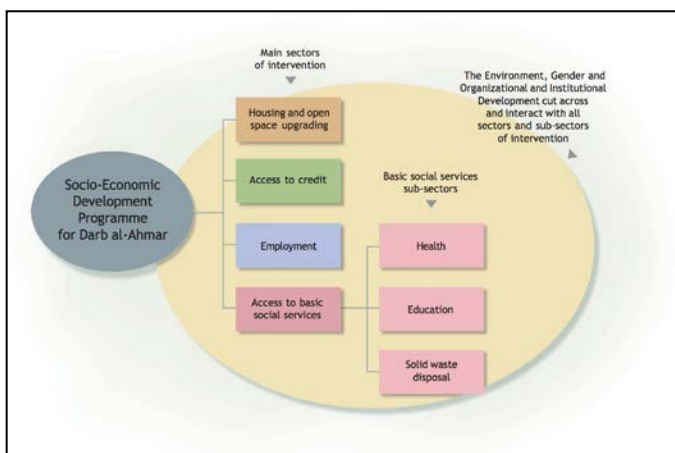 Main sectors
of intervention
The Environment, Gender and
Organizational and Institutional
Development cut across
and interact with all
sectors and sub-sectors
of intervention
Housing and open
space upgrading
Socio-Economic
Development
Programme
for Darb al-Ahmar
Access to credit
Basic social services
sub-sectors
Employment
Health
Access to basic
social services
Education
Solid waste
disposal